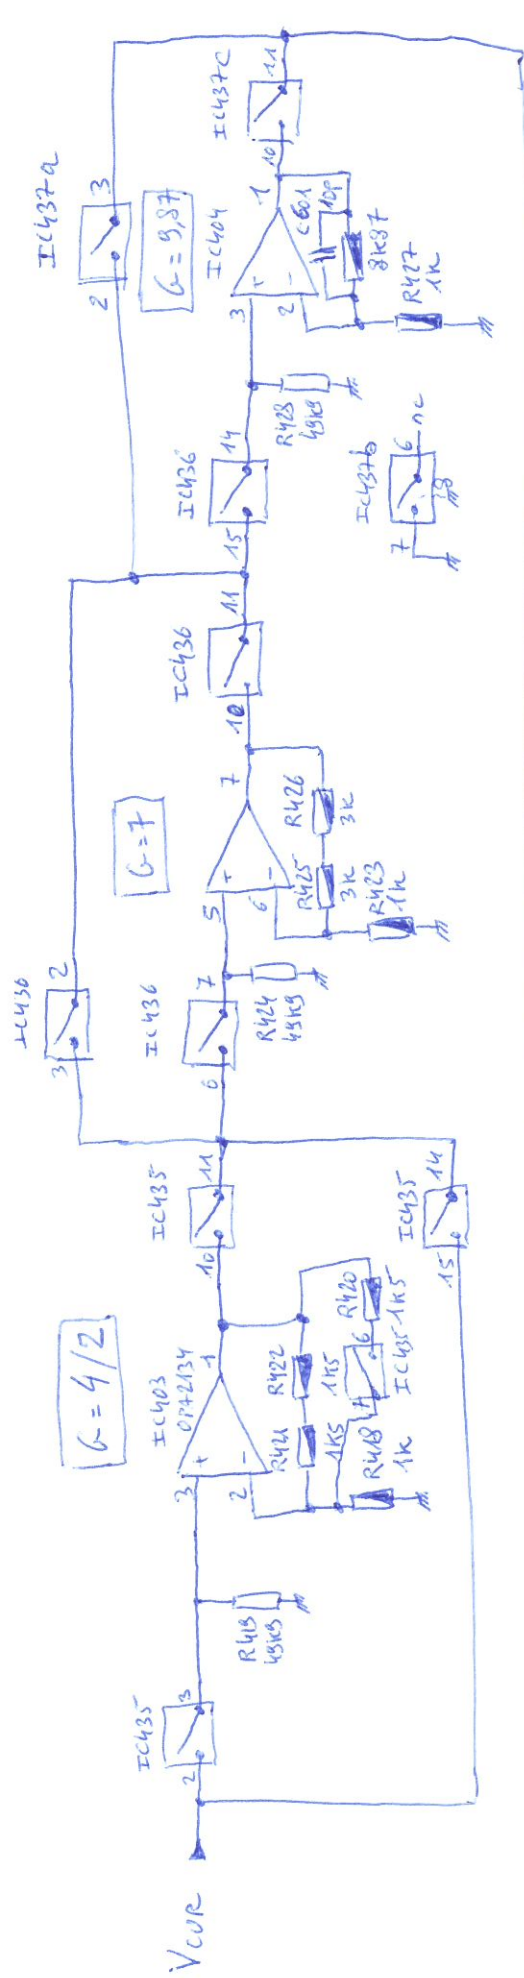 VCUR
2
IC435
3
R419
49K9
G=4/2
3
2
+
-
IC403
OPA2134
1
R421
1K5
R422
1K5
R418
1K
7
6
IC435
R420
1K5
10
IC435
11
15
IC435
14
3
IC436
2
6
IC436
7
R424
49K9
G=7
5
6
+
-
7
R425
3K
R426
3K
R423
1K
10
IC436
11
15
IC436
14
R428
49K9
7
IC437b
6
nc
2
IC437a
3
G=9,87
3
2
+
-
IC404
1
C601
10p
8K87
R427
1K
10
IC437C
11